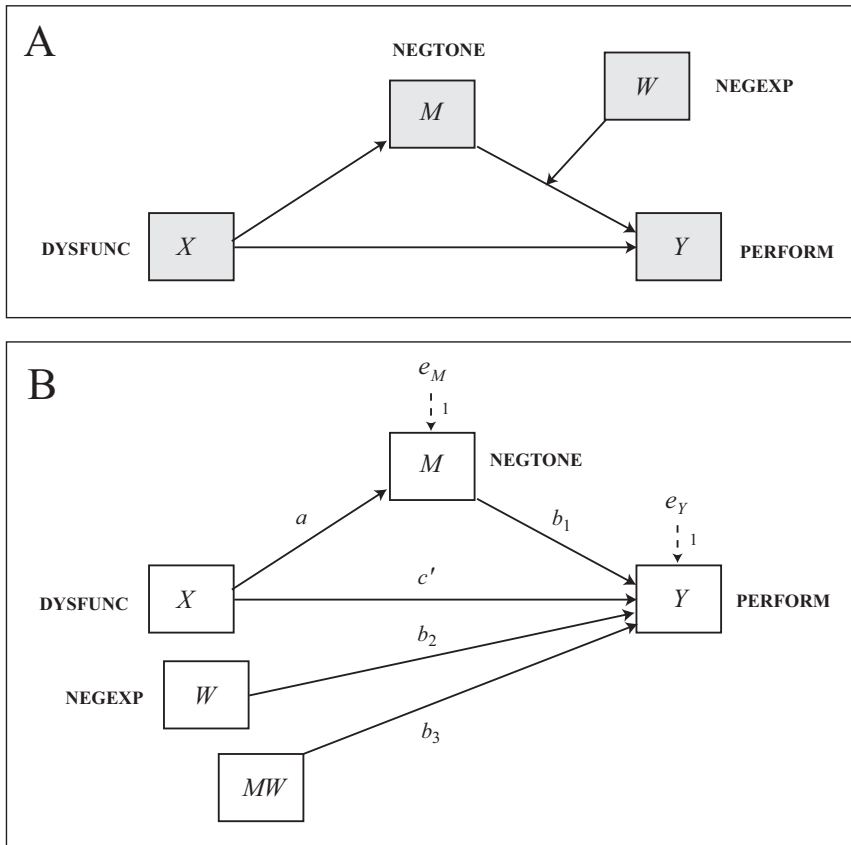 A
NEGTONE
M
W
NEGEXP
DYSFUNC
X
Y
PERFORM
B
e_M
1
M
NEGTONE
a
b_1
e_Y
1
c′
DYSFUNC
X
Y
PERFORM
b_2
NEGEXP
W
b_3
MW